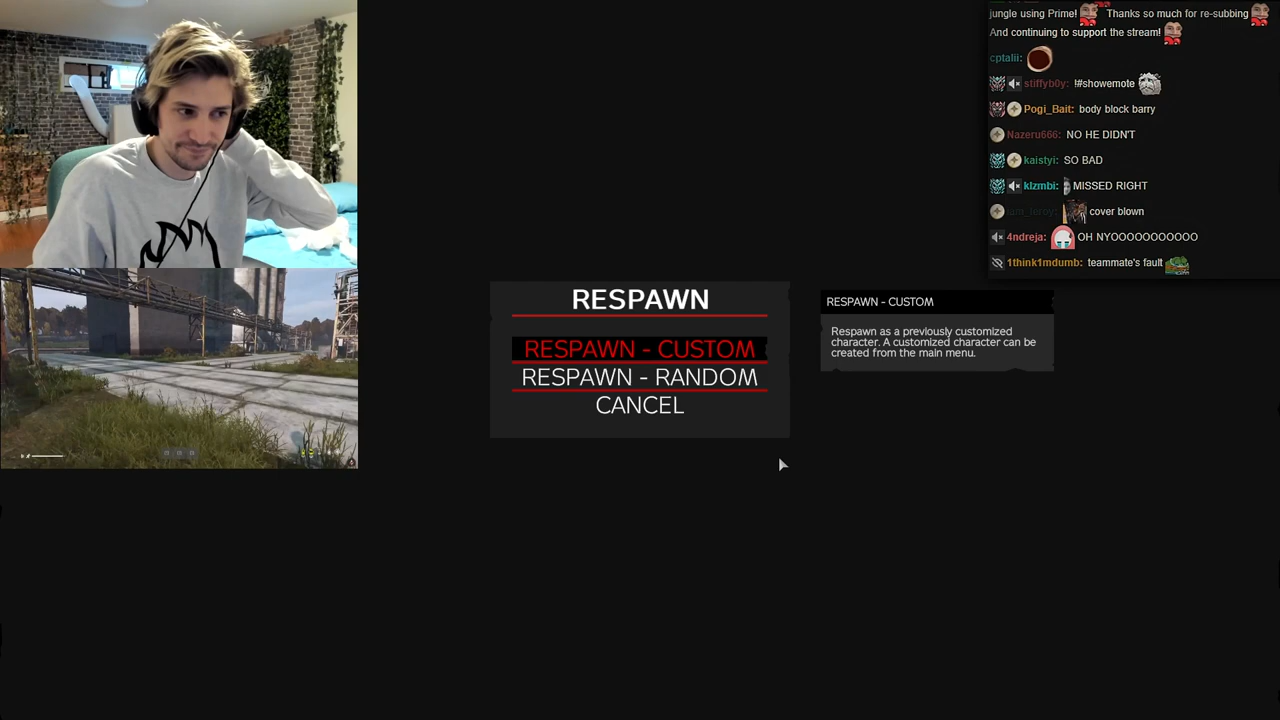 jungle using Prime! Thanks so much for re-subbing
And continuing to support the stream!
cptalii:
stiffyb0y: !#showemote
Pogi_Bait: body block barry
Nazeru666: NO HE DIDN'T
kaistyi: SO BAD
klzmbi: MISSED RIGHT
iam_leroy: cover blown
4ndreja: OH NYOOOOOOOOOOO
1think1mdumb: teammate's fault
RESPAWN
RESPAWN - CUSTOM
RESPAWN - RANDOM
CANCEL
RESPAWN - CUSTOM
Respawn as a previously customized
character. A customized character can be
created from the main menu.